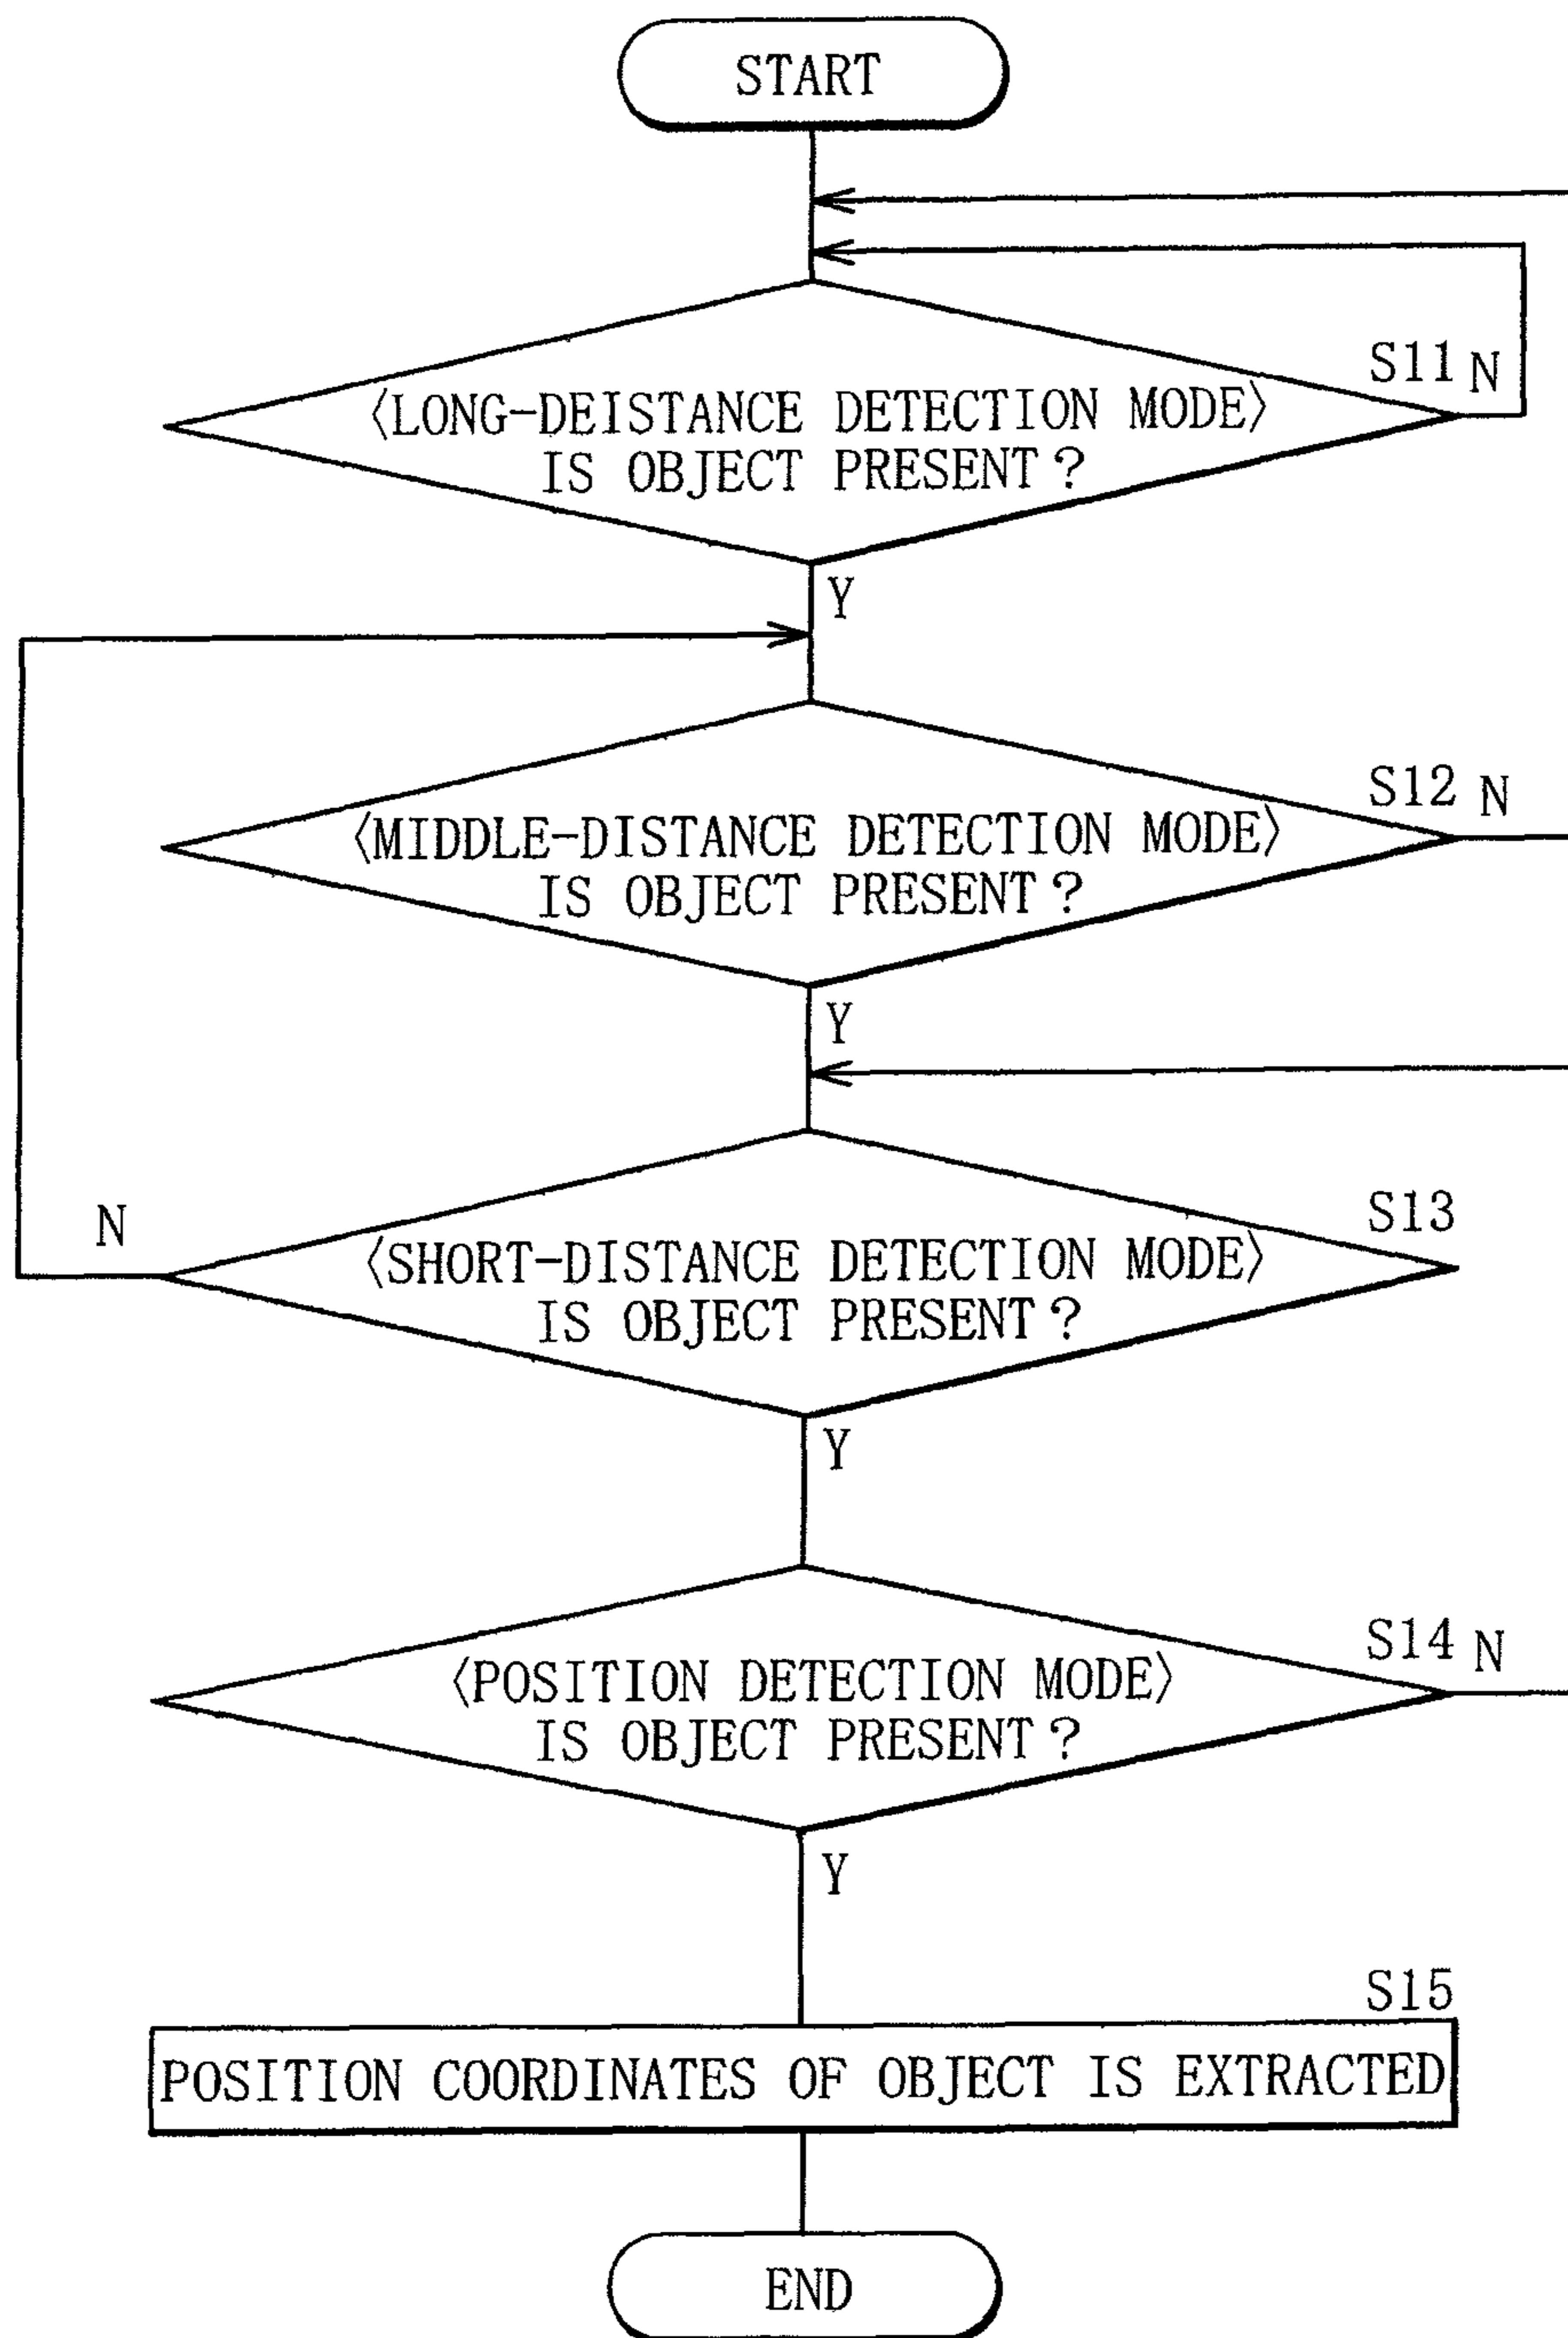 START
S11 N
〈LONG-DEISTANCE DETECTION MODE〉
IS OBJECT PRESENT?
Y
S12 N
〈MIDDLE-DISTANCE DETECTION MODE〉
IS OBJECT PRESENT?
Y
N
S13
〈SHORT-DISTANCE DETECTION MODE〉
IS OBJECT PRESENT?
Y
S14 N
〈POSITION DETECTION MODE〉
IS OBJECT PRESENT?
Y
S15
POSITION COORDINATES OF OBJECT IS EXTRACTED
END